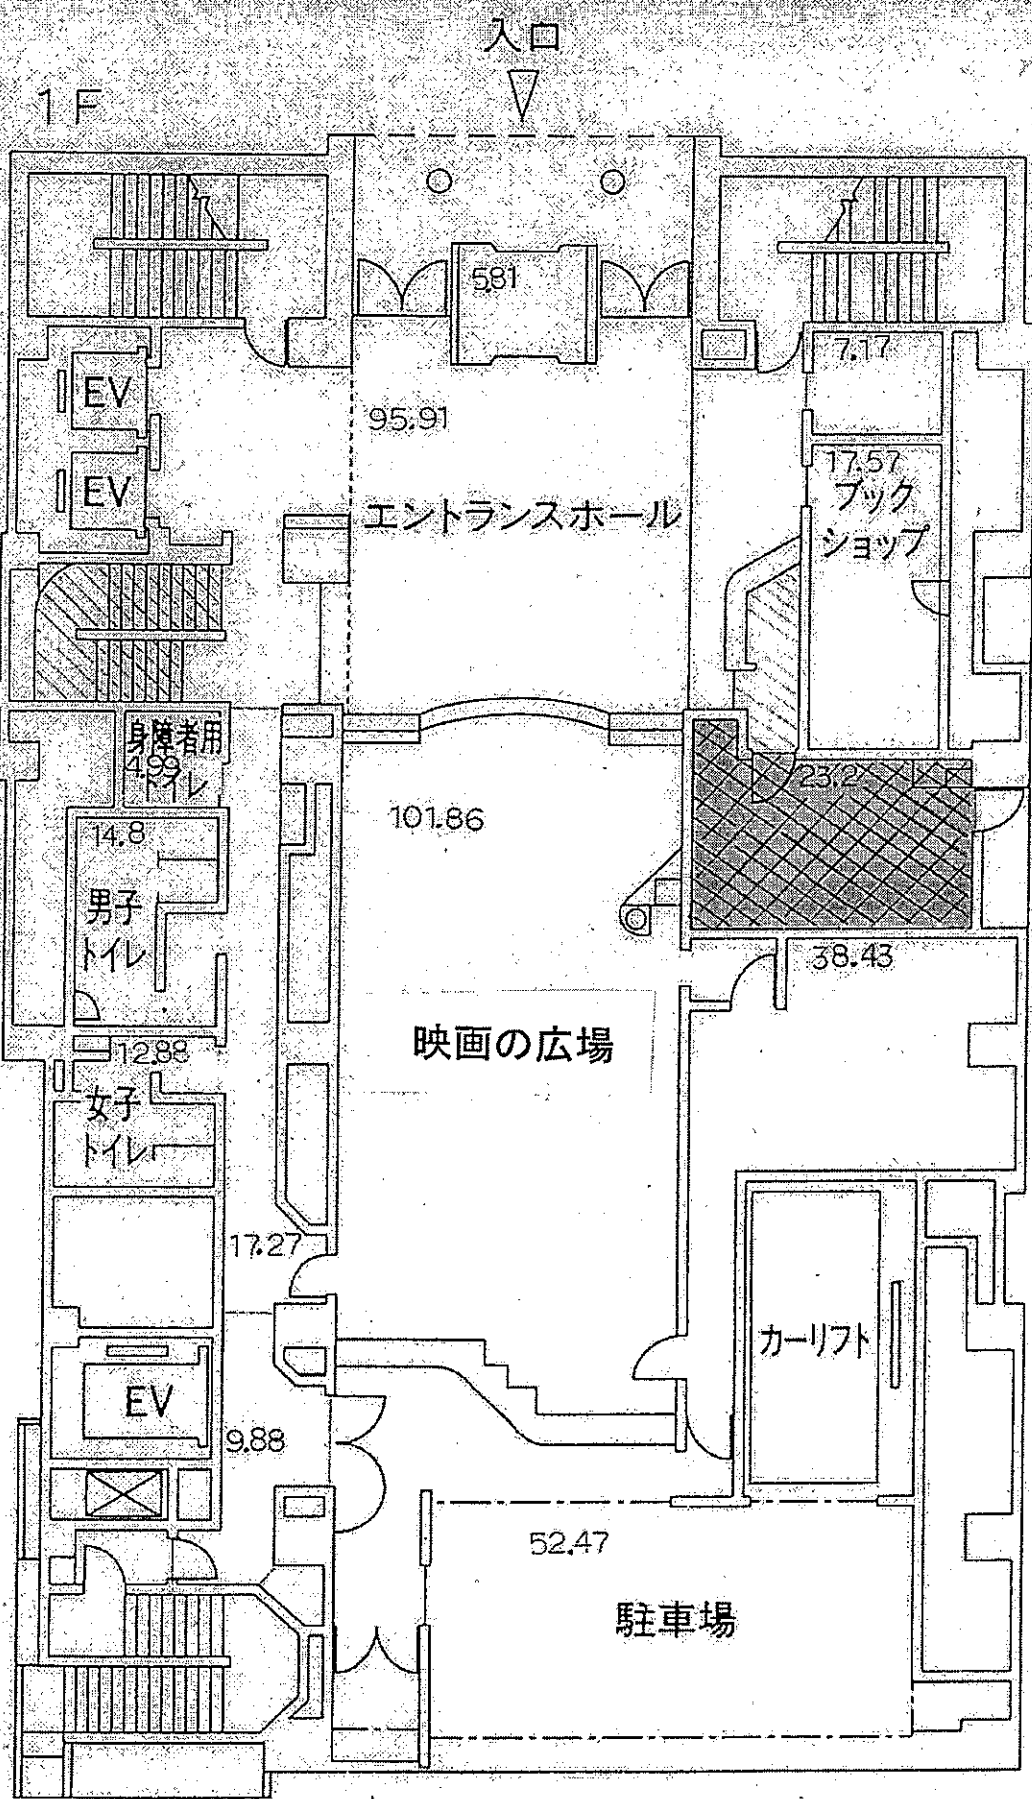 入口
1F
5.81
7.17
EV
95.91
17.57
EV
ブック
エントランスホール
ショップ
身障者用
4.99
トイレ
23.2
101.86
14.8
男子
トイレ
38.43
映画の広場
12.88
女子
トイレ
17.27
カーリフト
EV
9.88
52.47
駐車場